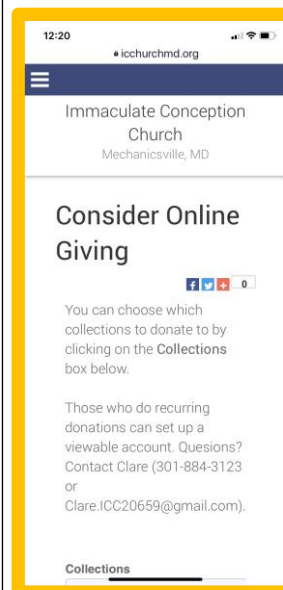 12:20
icchurchmd.org
Immaculate Conception
Church
Mechanicsville, MD
Consider Online
Giving
f
+ 0
You can choose which
collections to donate to by
clicking on the Collections
box below.
Those who do recurring
donations can set up a
viewable account. Quesions?
Contact Clare (301-884-3123
or
Clare.ICC20659@gmail.com).
Collections